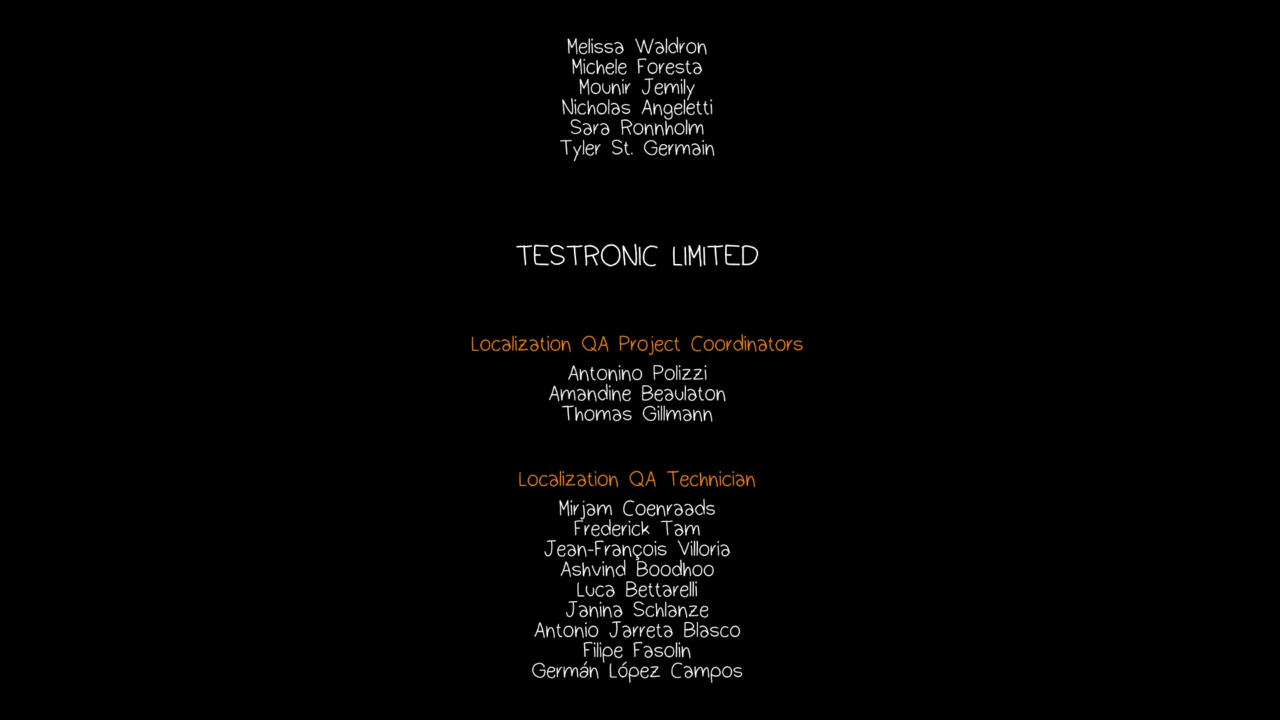 Melissa Waldron
Michele Foresta
Mounir Jemily
Nicholas Angeletti
Sara Ronnholm
Tyler St. Germain
TESTRONIC LIMITED
Localization QA Project Coordinators
Antonino Polizzi
Amandine Beaulaton
Thomas Gillmann
Localization QA Technician
Mirjam Coenraads
Frederick Tam
Jean-François Villoria
Ashvind Boodhoo
Luca Bettarelli
Janina Schlanze
Antonio Jarreta Blasco
Filipe Fasolin
Germán López Campos